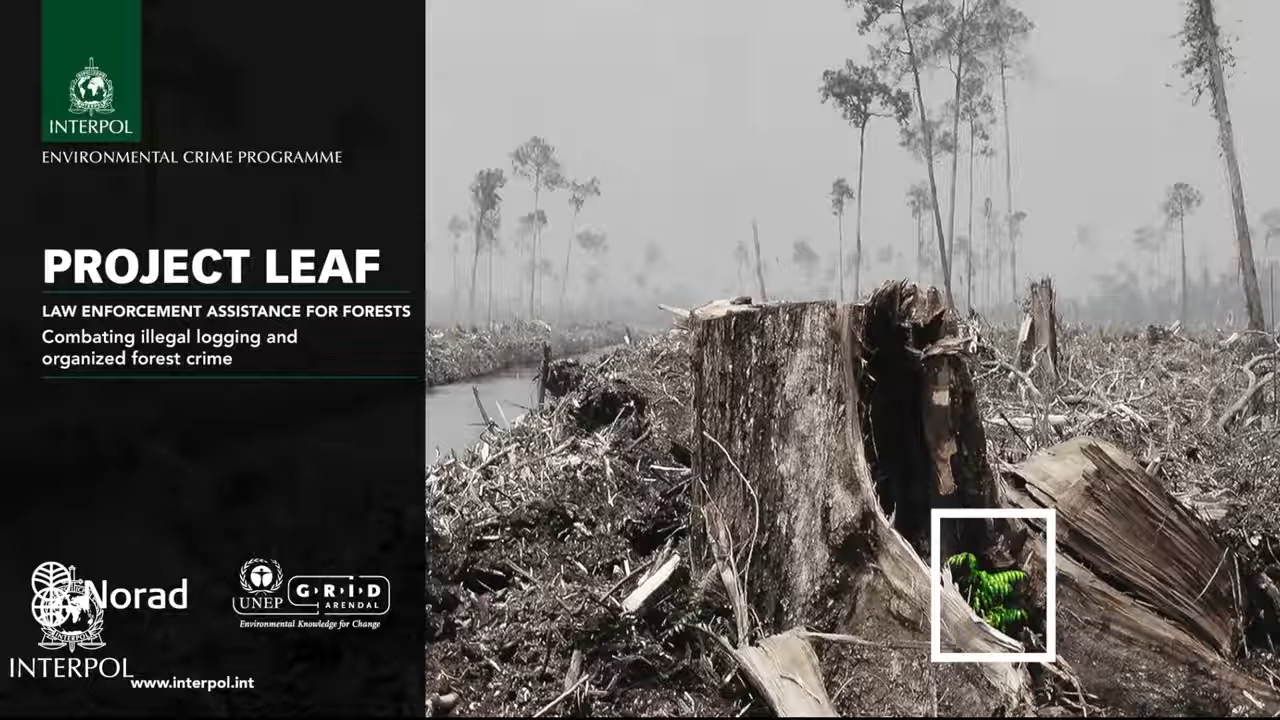 INTERPOL
ENVIRONMENTAL CRIME PROGRAMME
PROJECT LEAF
LAW ENFORCEMENT ASSISTANCE FOR FORESTS
Combating illegal logging and
organized forest crime
Norad
UNEP
G·R·I·D
ARENDAL
Environmental Knowledge for Change
INTERPOL
www.interpol.int